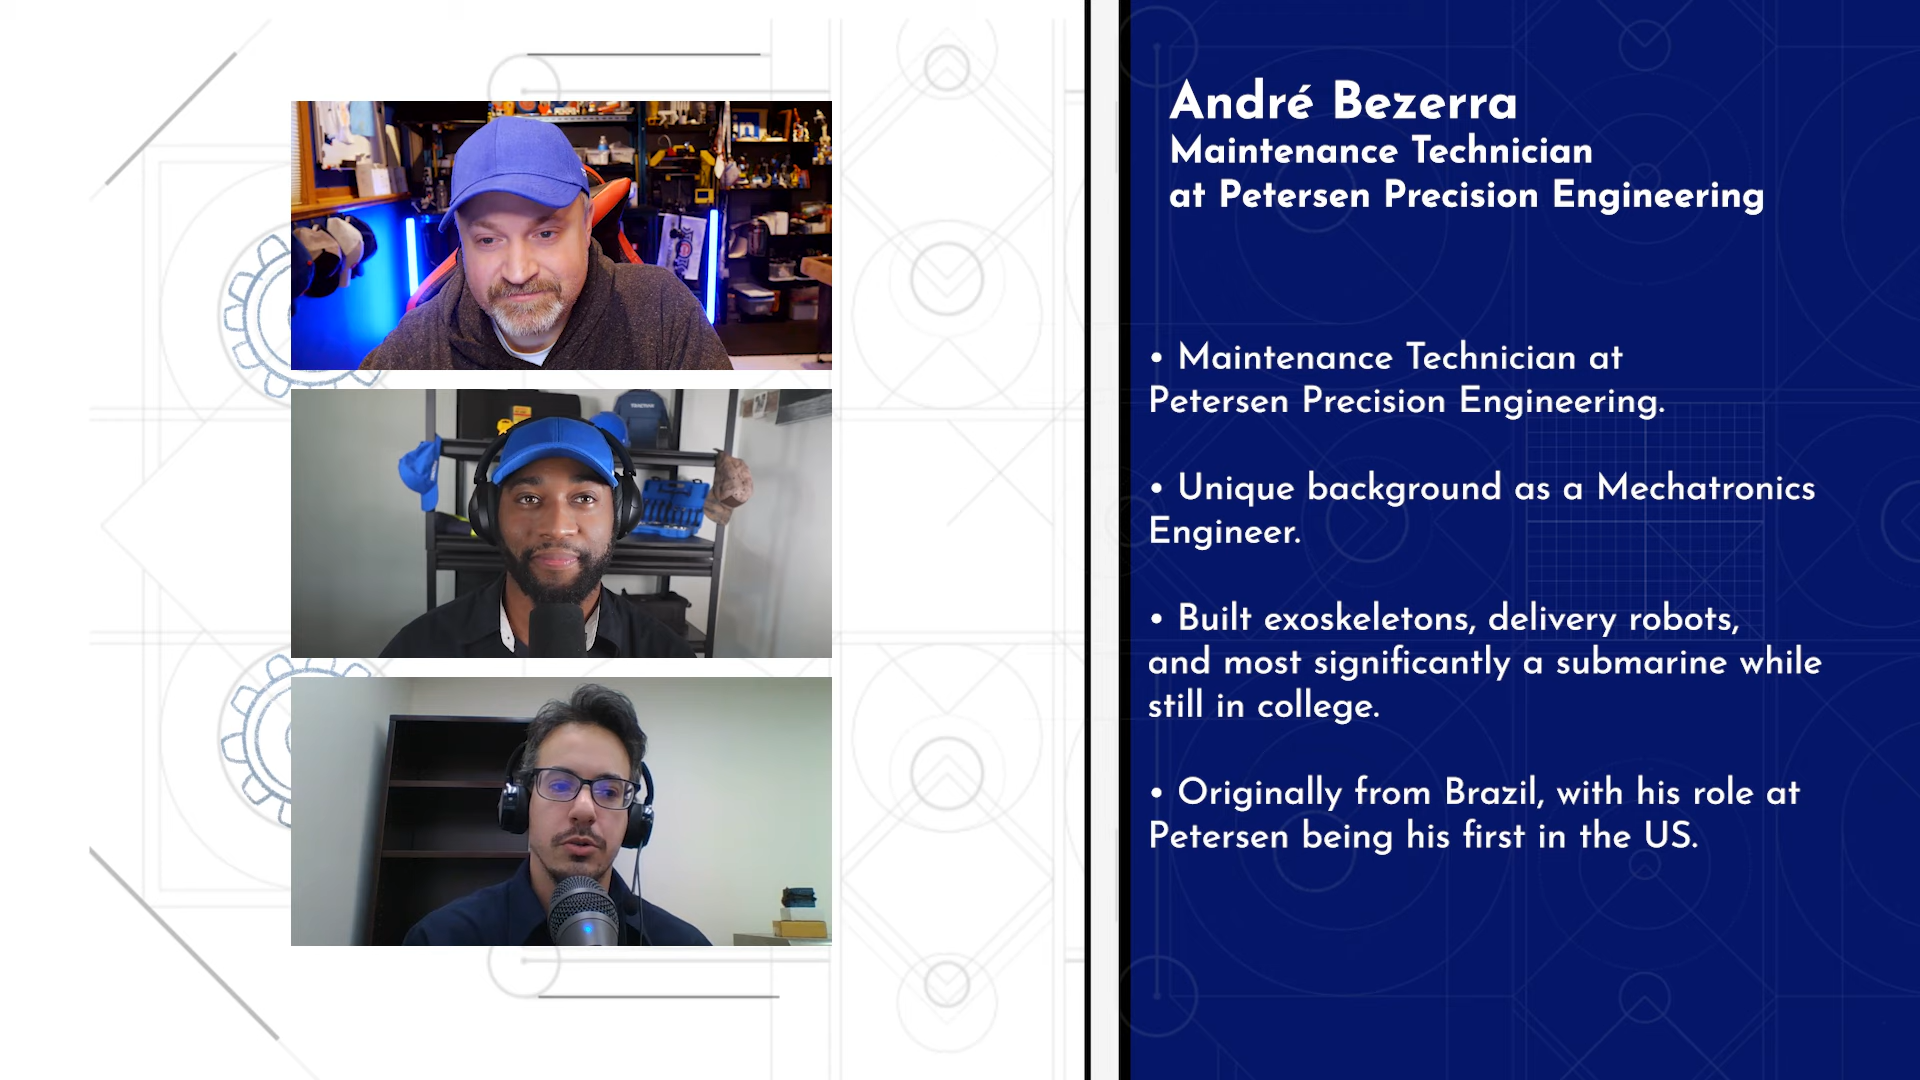 André Bezerra
Maintenance Technician
at Petersen Precision Engineering
• Maintenance Technician at
Petersen Precision Engineering.
• Unique background as a Mechatronics
Engineer.
• Built exoskeletons, delivery robots,
and most significantly a submarine while
still in college.
• Originally from Brazil, with his role at
Petersen being his first in the US.